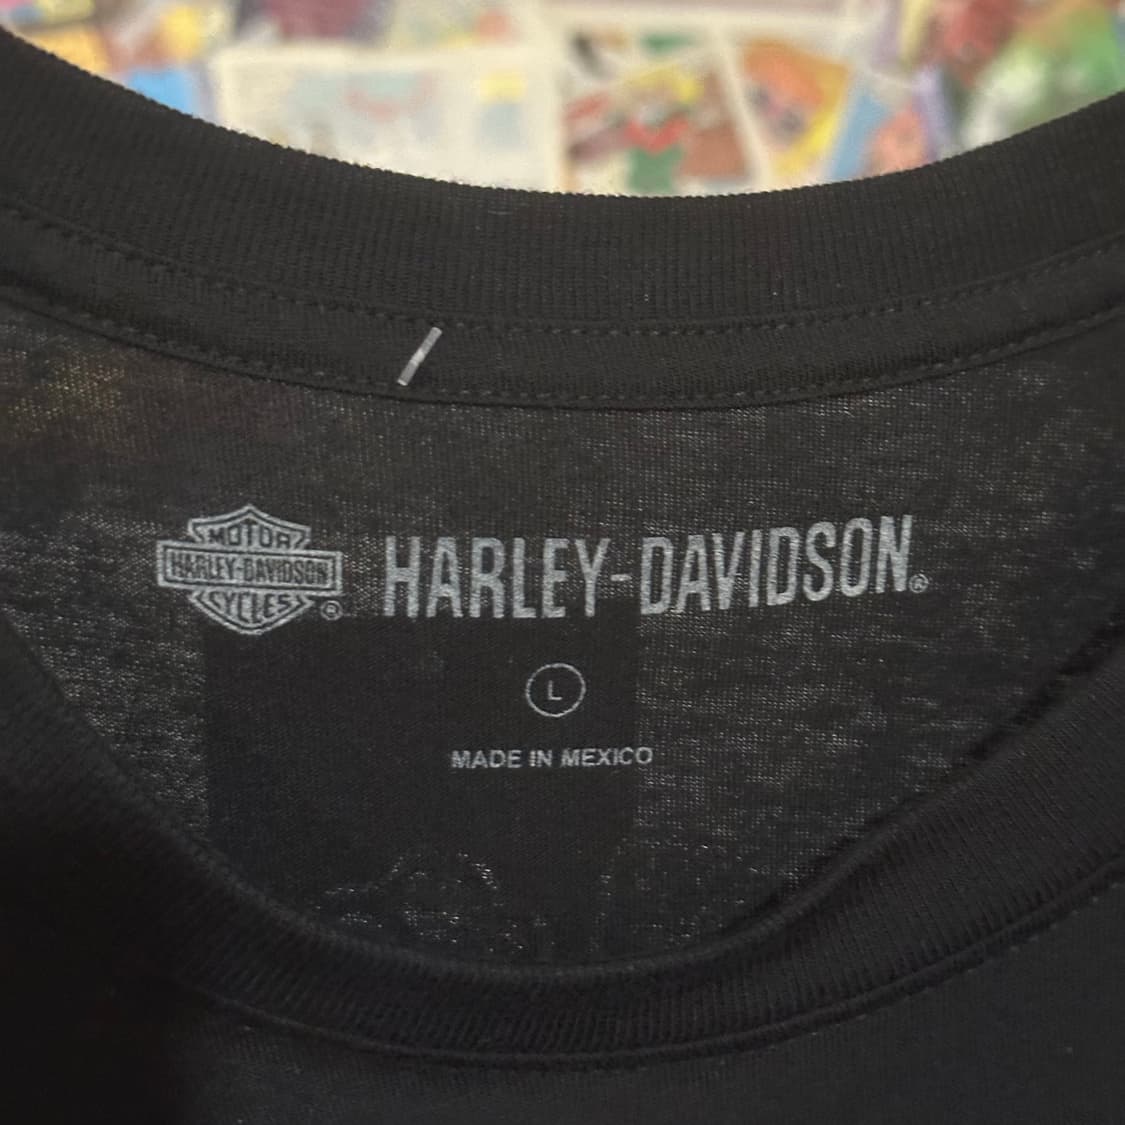 MOTOR
HARLEY-DAVIDSON
CYCLES®
HARLEY-DAVIDSON®
L
MADE IN MEXICO